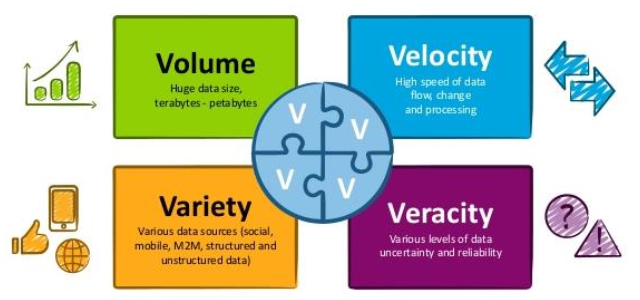 Volume
Huge data size,
terabytes - petabytes
Velocity
High speed of data
flow, change
and processing
V
V
V
V
Variety
Various data sources (social,
mobile, M2M, structured and
unstructured data)
Veracity
Various levels of data
uncertainty and reliability
?
!